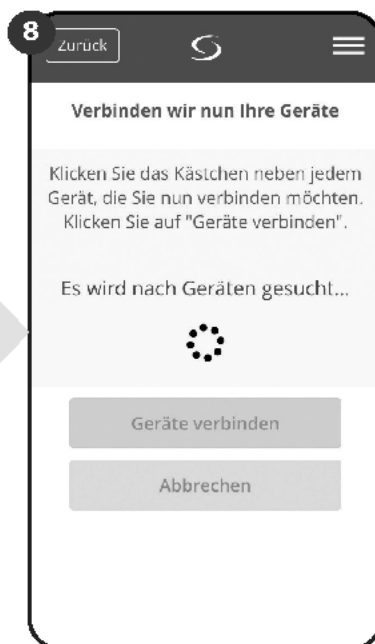 8
Zurück
Verbinden wir nun Ihre Geräte
Klicken Sie das Kästchen neben jedem
Gerät, die Sie nun verbinden möchten.
Klicken Sie auf "Geräte verbinden".
Es wird nach Geräten gesucht...
Geräte verbinden
Abbrechen